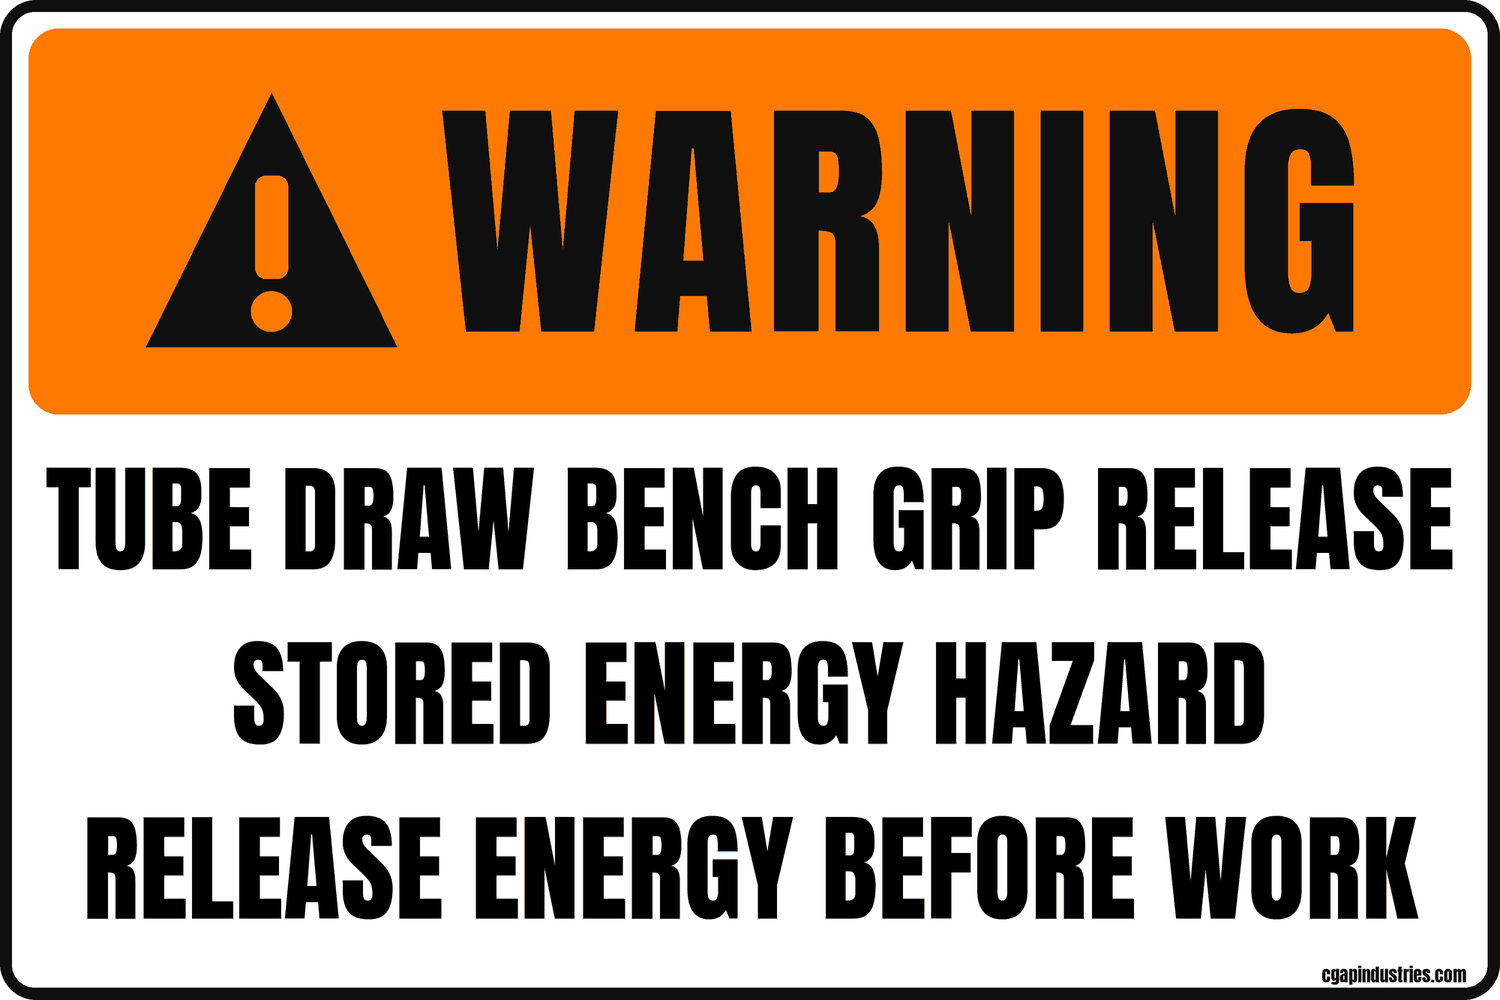 WARNING
TUBE DRAW BENCH GRIP RELEASE
STORED ENERGY HAZARD
RELEASE ENERGY BEFORE WORK
cgapindustries.com